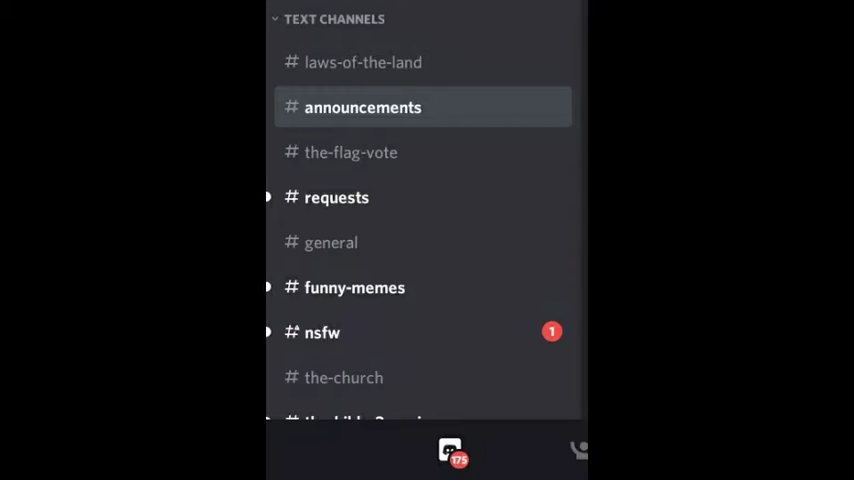 TEXT CHANNELS
# laws-of-the-land
# announcements
# the-flag-vote
# requests
# general
# funny-memes
# nsfw 1
# the-church
175